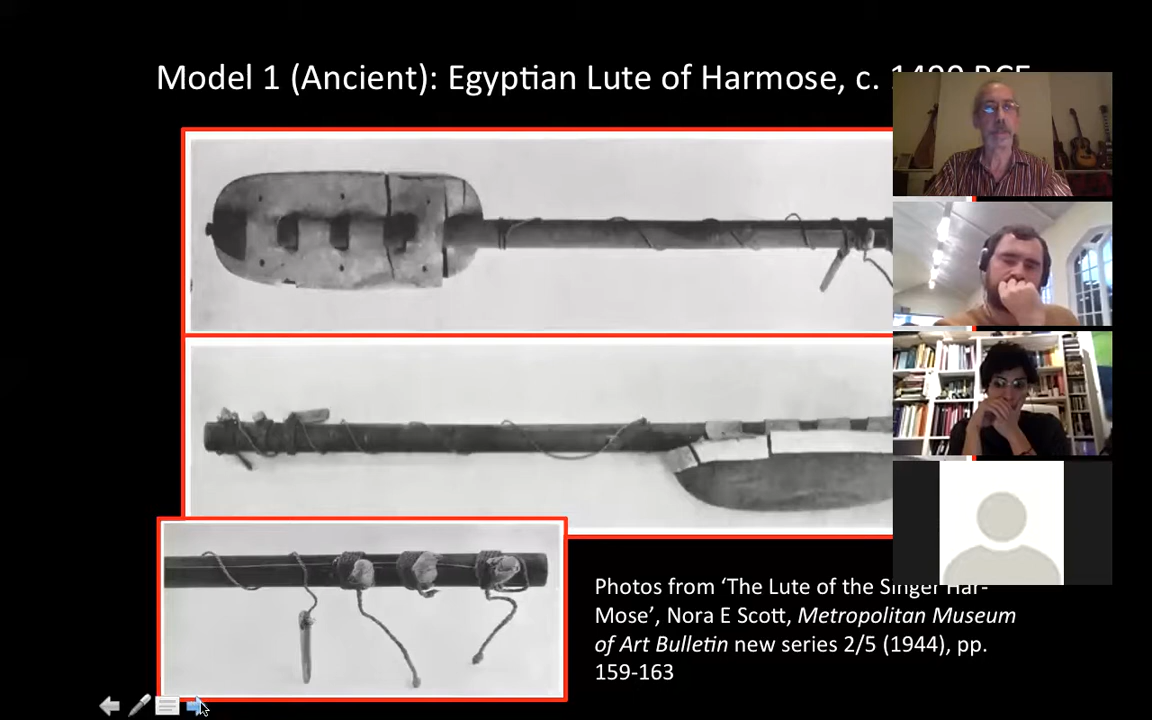 Model 1 (Ancient): Egyptian Lute of Harmose, c.
Photos from ‘The Lute of the Singer Har-
Mose’, Nora E Scott, Metropolitan Museum
of Art Bulletin new series 2/5 (1944), pp.
159-163